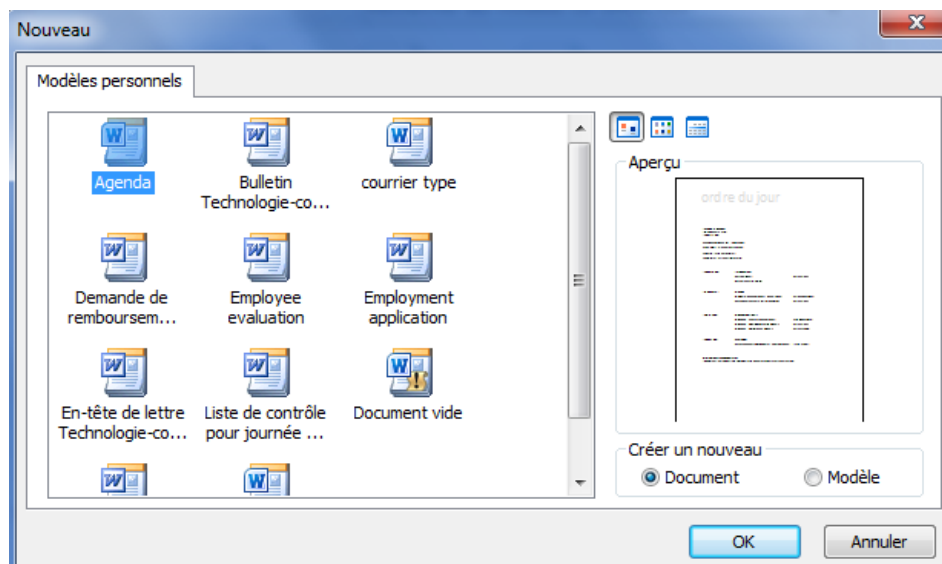 Nouveau
Modèles personnels
Agenda
Bulletin
Technologie-co...
courrier type
Demande de
remboursem...
Employee
evaluation
Employment
application
En-tête de lettre
Technologie-co...
Liste de contrôle
pour journée ...
Document vide
Aperçu
ordre du jour
Créer un nouveau
Document
Modèle
OK
Annuler